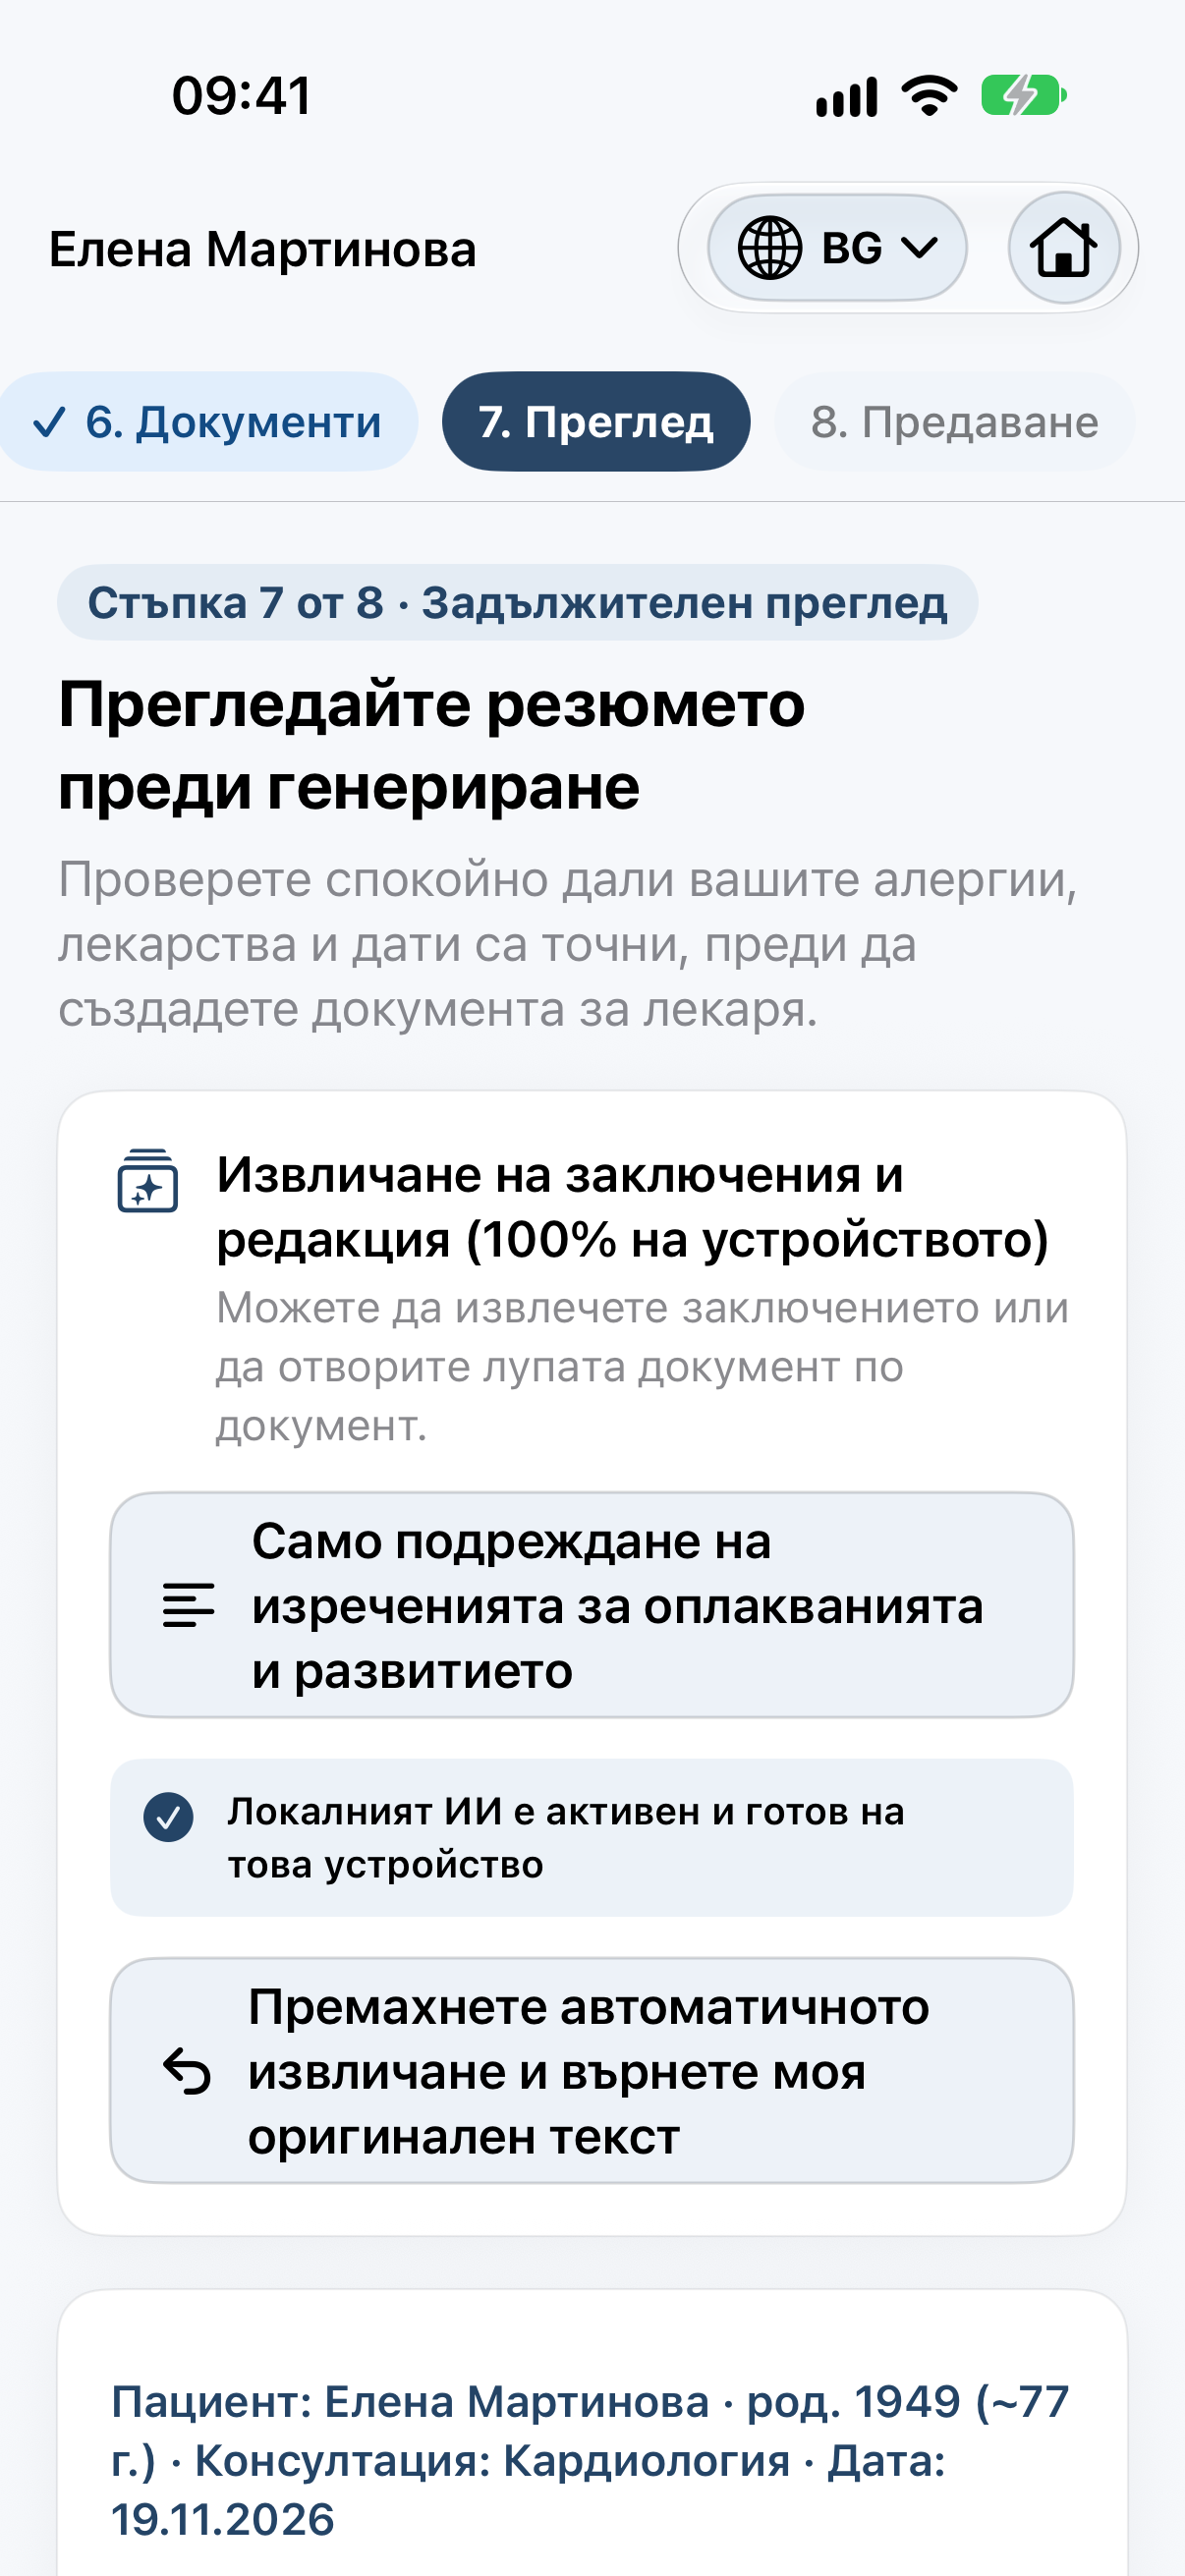 09:41
Елена Мартинова
BG
✓ 6. Документи
7. Преглед
8. Предаване
Стъпка 7 от 8 · Задължителен преглед
Прегледайте резюмето
преди генериране
Проверете спокойно дали вашите алергии,
лекарства и дати са точни, преди да
създадете документа за лекаря.
Извличане на заключения и
редакция (100% на устройството)
Можете да извлечете заключението или
да отворите лупата документ по
документ.
Само подреждане на
изреченията за оплакванията
и развитието
Локалният ИИ е активен и готов на
това устройство
Премахнете автоматичното
извличане и върнете моя
оригинален текст
Пациент: Елена Мартинова · род. 1949 (~77
г.) · Консултация: Кардиология · Дата:
19.11.2026